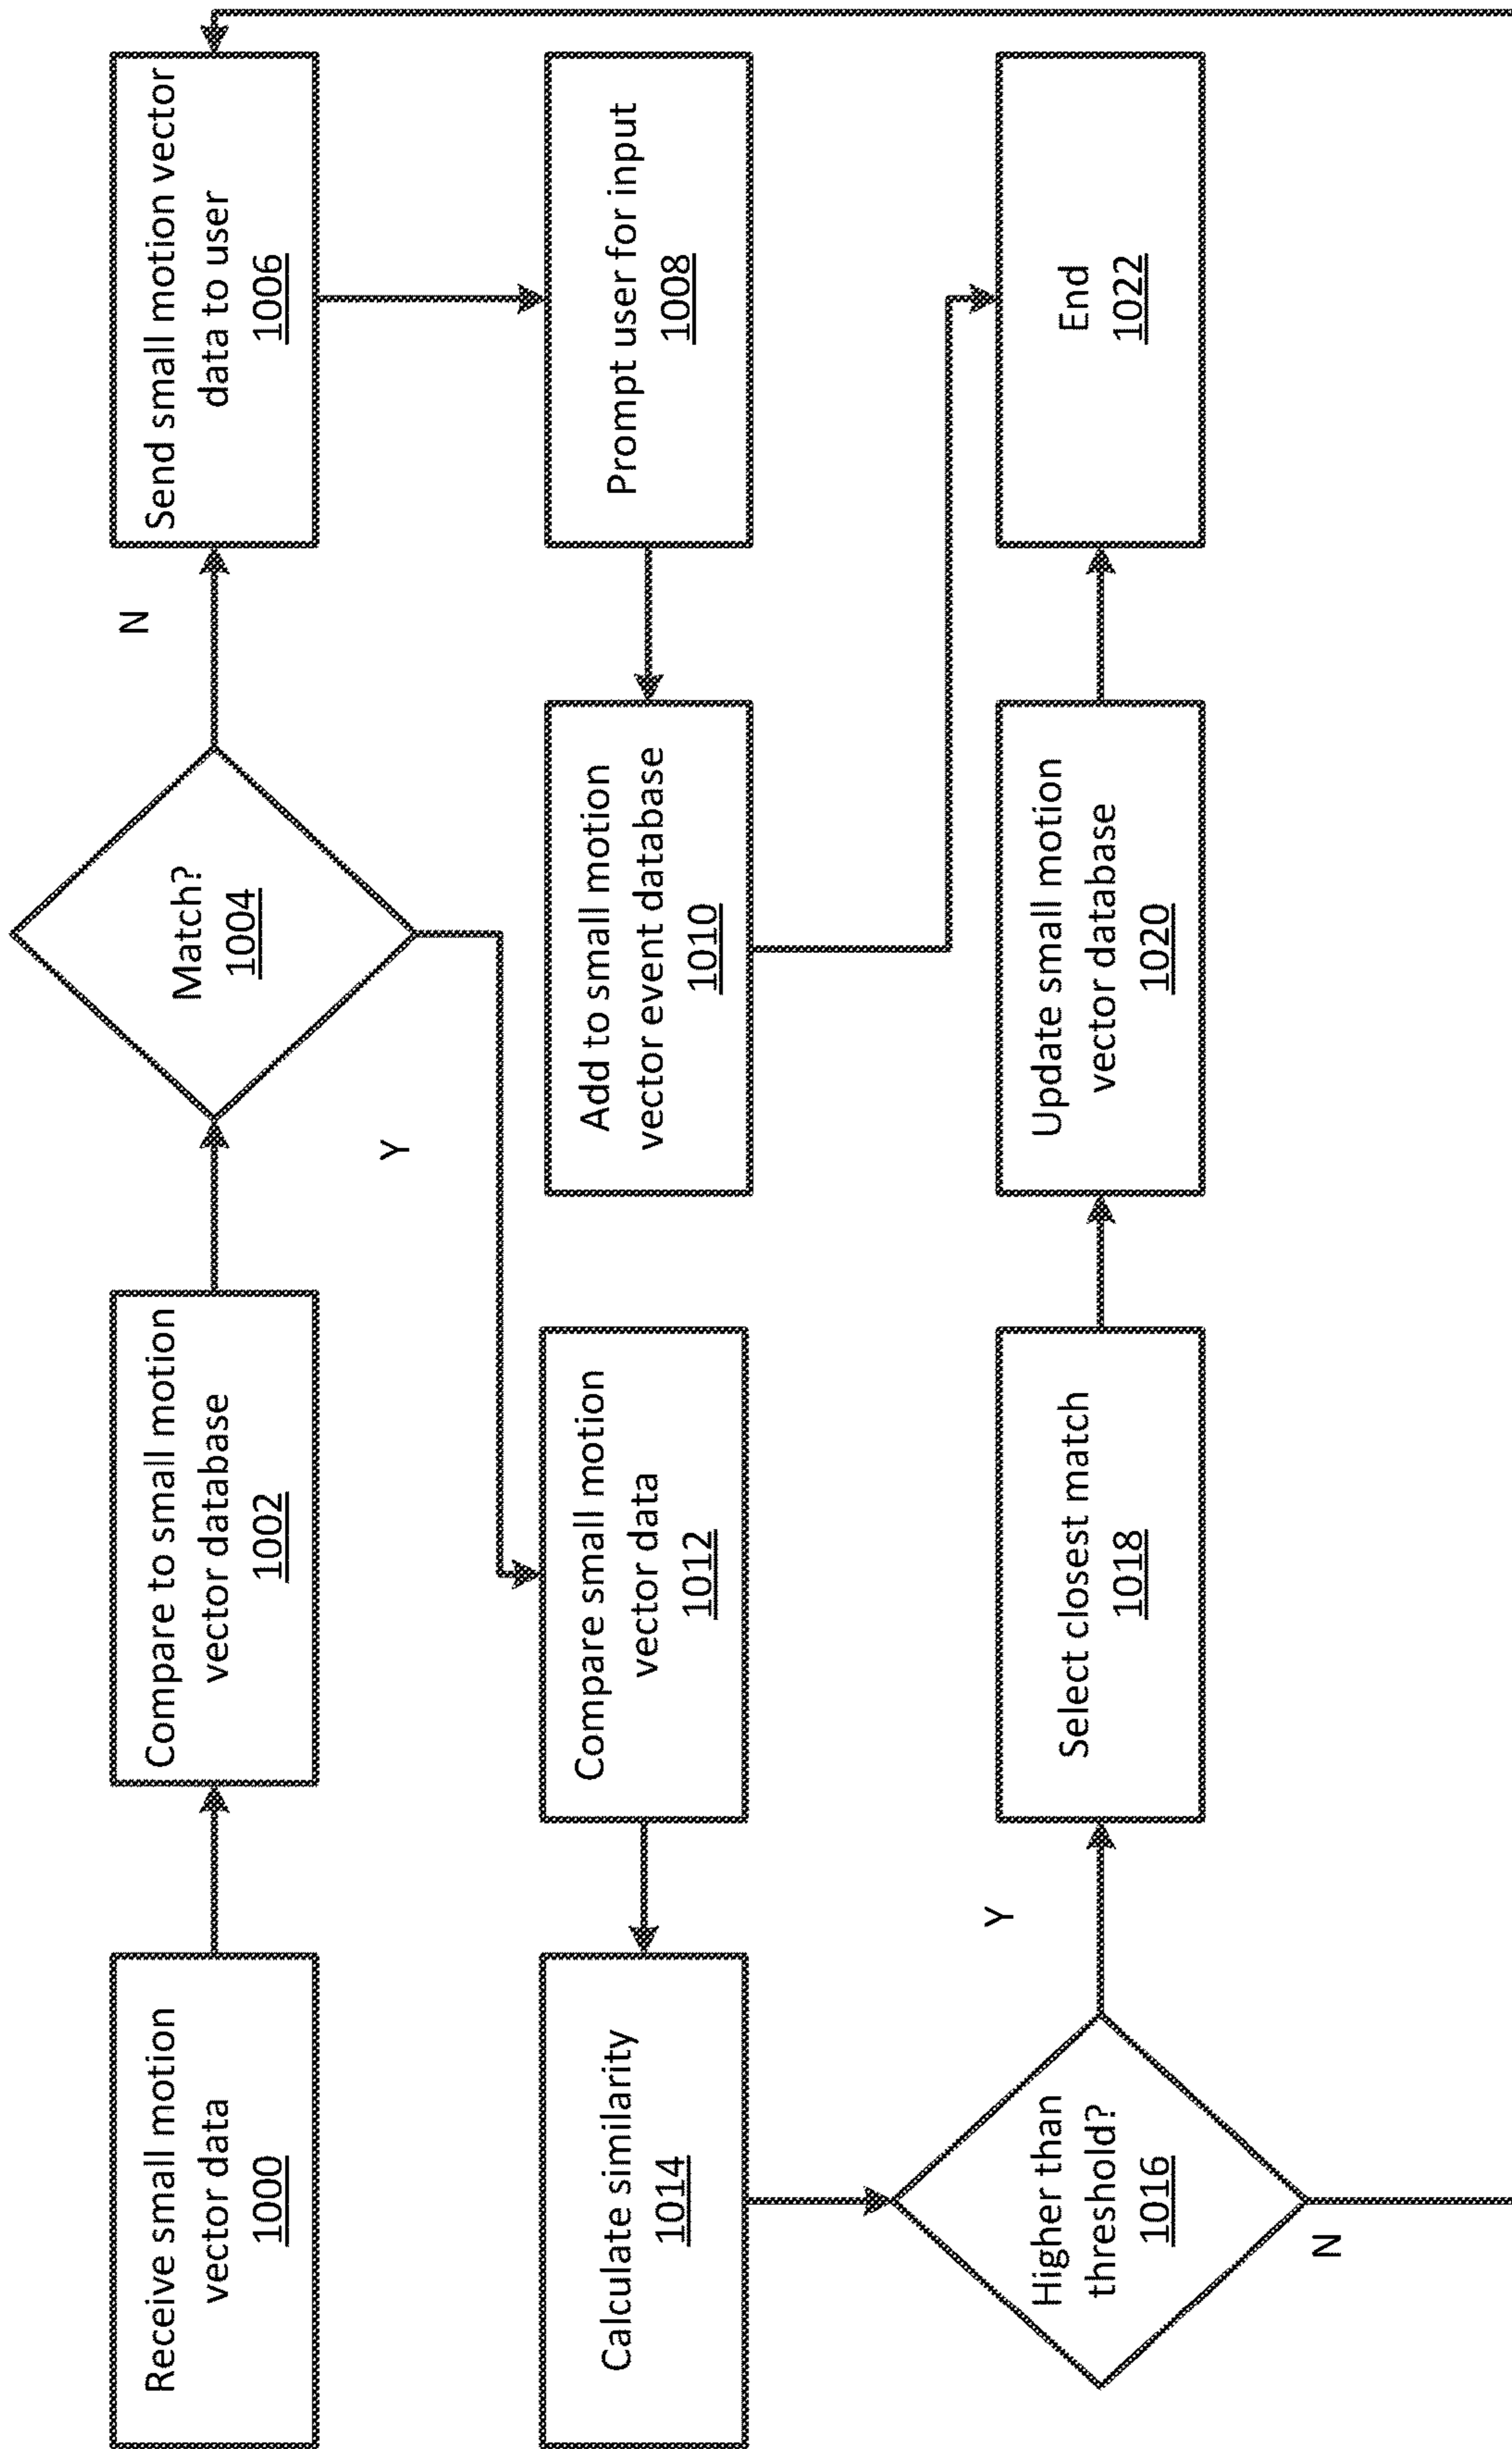 Receive small motion
vector data
1000
Compare to small motion
vector database
1002
Match?
1004
N
Y
Send small motion vector
data to user
1006
Prompt user for input
1008
Add to small motion
vector event database
1010
Compare small motion
vector data
1012
Calculate similarity
1014
Higher than
threshold?
1016
Y
N
Select closest match
1018
Update small motion
vector database
1020
End
1022